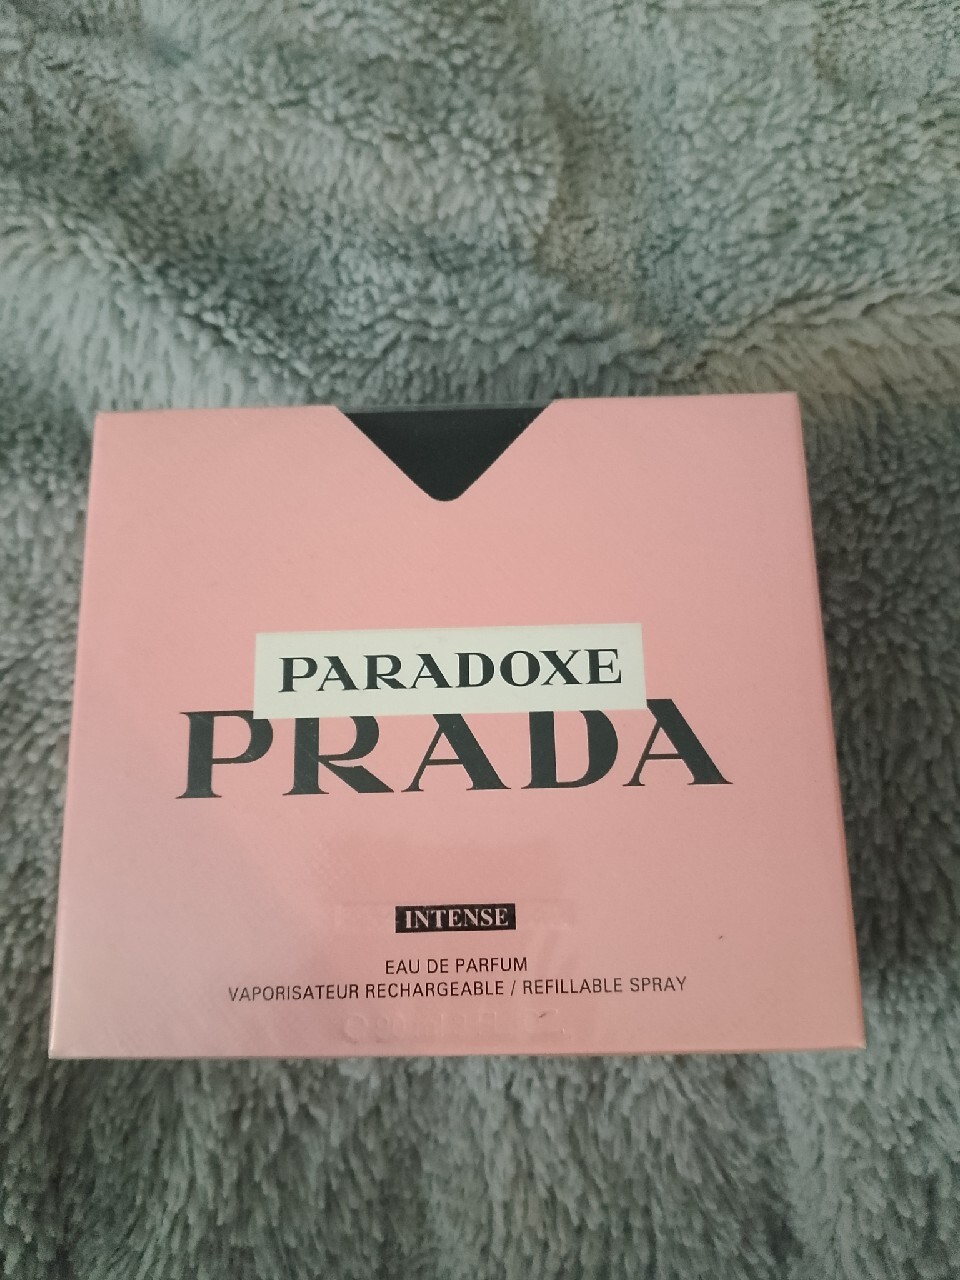 PARADOXE
PRADA
INTENSE
EAU DE PARFUM
VAPORISATEUR RECHARGEABLE / REFILLABLE SPRAY